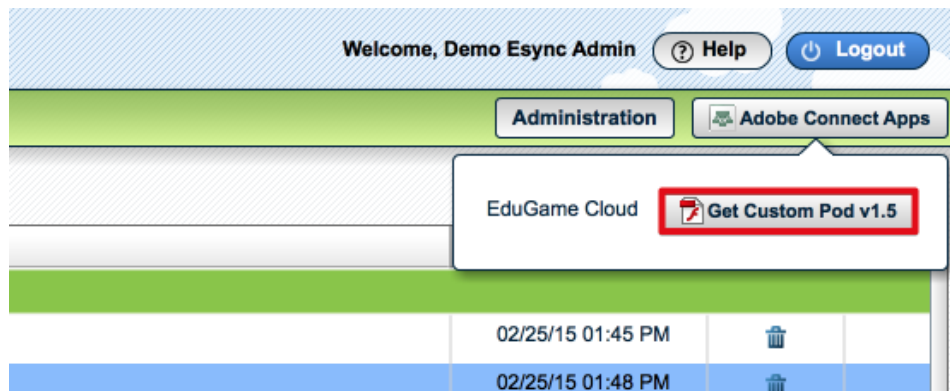 Welcome, Demo Esync Admin Help Logout
Administration Adobe Connect Apps
EduGame Cloud Get Custom Pod v1.5
02/25/15 01:45 PM
02/25/15 01:48 PM